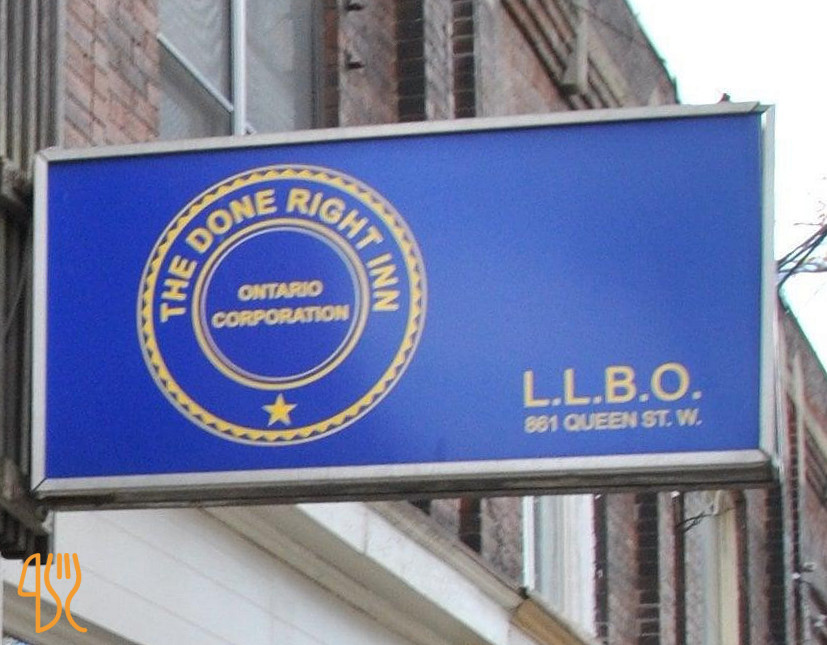 THE DONE RIGHT INN
ONTARIO
CORPORATION
L.L.B.O.
861 QUEEN ST. W.